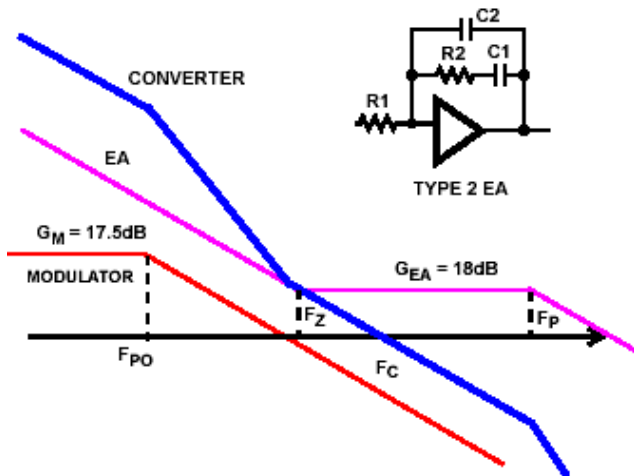 C2
R2
C1
R1
TYPE 2 EA
CONVERTER
EA
GM = 17.5dB
MODULATOR
GEA = 18dB
FZ
FP
FPO
FC